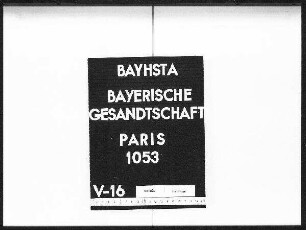 BAYHSTA
BAYERISCHE
GESANDTSCHAFT
PARIS
1053
V-16